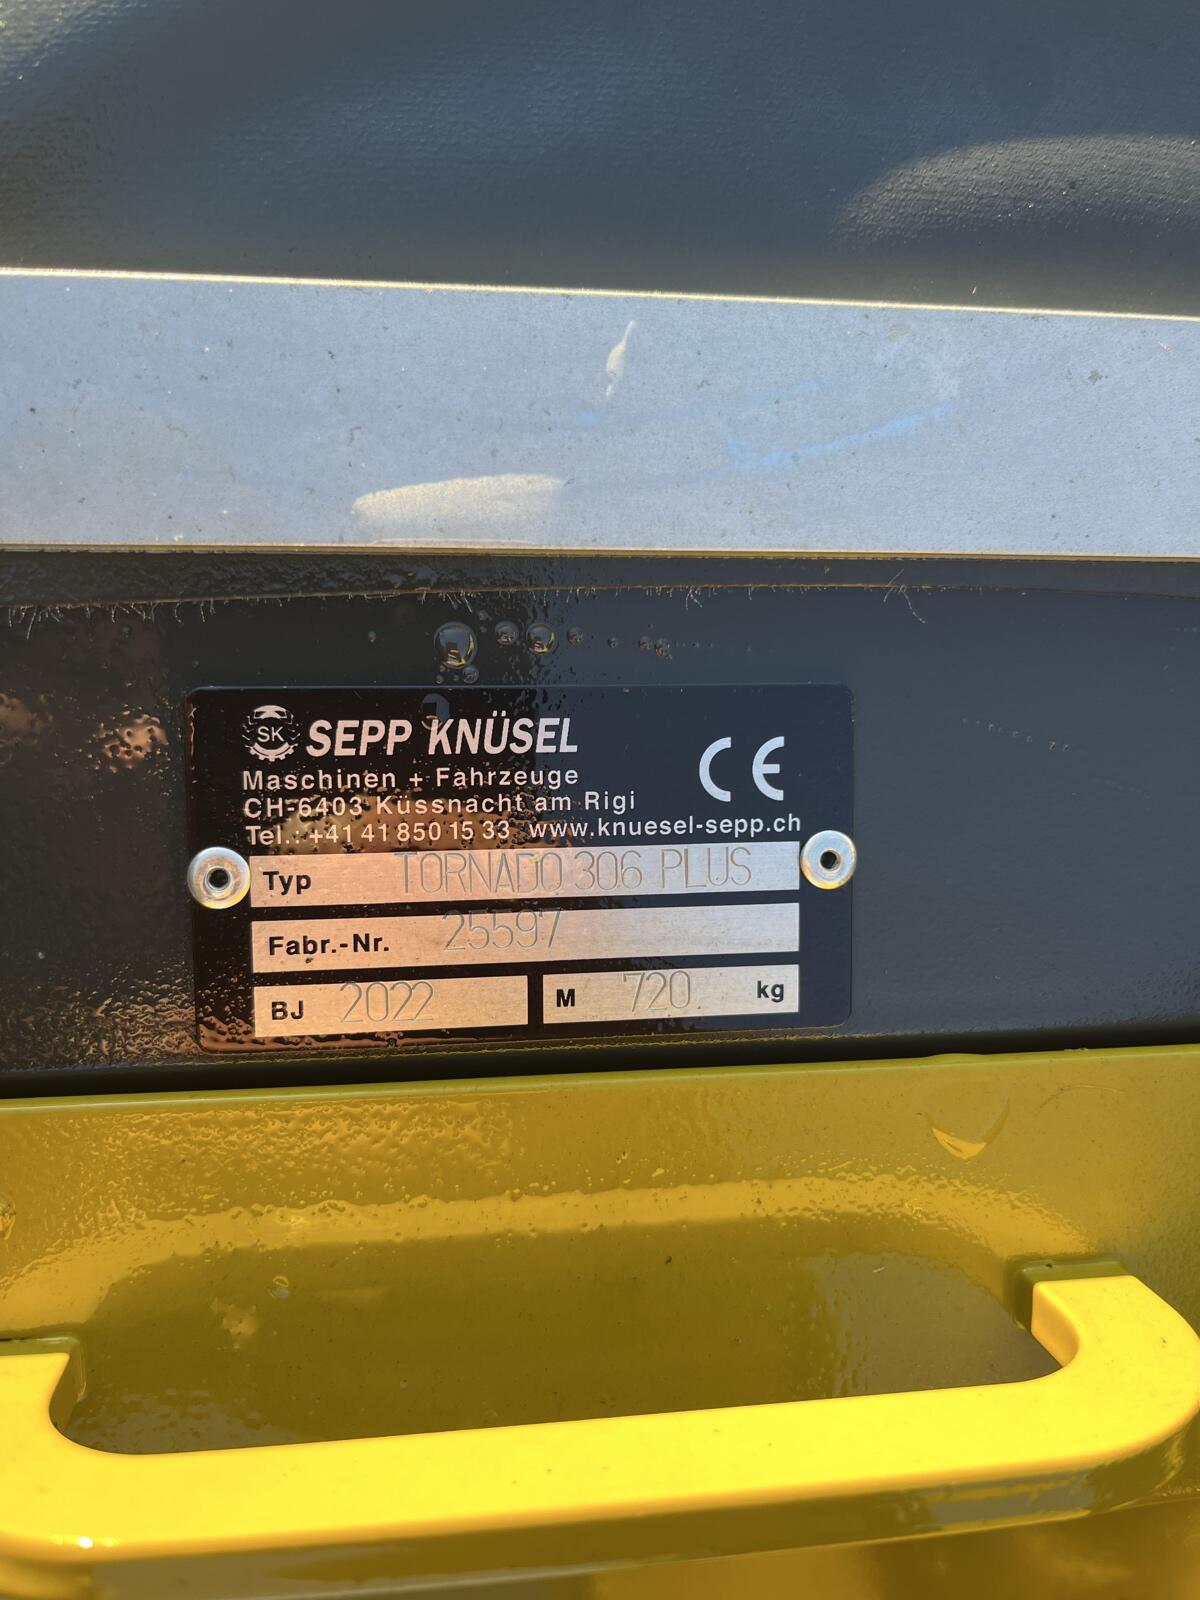 SK SEPP KNÜSEL
Maschinen + Fahrzeuge
CH-6403 Küssnacht am Rigi
Tel.: +41 41 850 15 33 www.knuesel-sepp.ch
CE
Typ TORNADO 306 PLUS
Fabr.-Nr. 25597
BJ 2022 M 720 kg